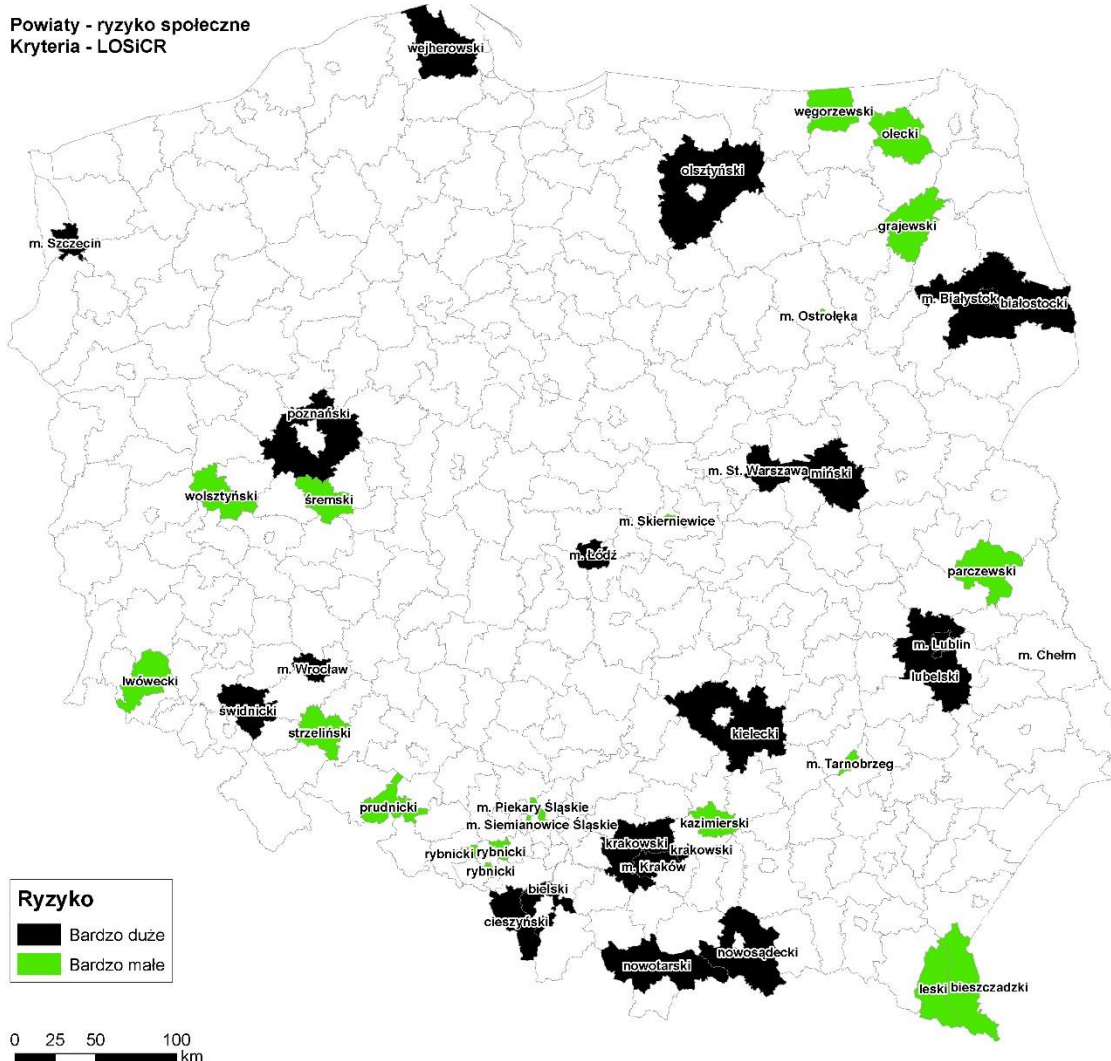 Powiaty - ryzyko społeczne
Kryteria - LOSiCR
wejherowski
węgorzewski
olecki
olsztyński
grajewski
m. Szczecin
m. Białystok
białostocki
m. Ostrołęka
poznański
m. St. Warszawa
miński
wolsztyński
śremski
m. Skierniewice
m. Łódź
parczewski
m. Lublin
m. Chełm
lubelski
m. Wrocław
lwówecki
świdnicki
strzeliński
kielecki
m. Tarnobrzeg
prudnicki
m. Piekary Śląskie
m. Siemianowice Śląskie
kazimierski
krakowski
krakowski
rybnicki
rybnicki
rybnicki
m. Kraków
bielski
cieszyński
nowosądecki
nowotarski
leski
bieszczadzki
Ryzyko
Bardzo duże
Bardzo małe
0 25 50 100
km